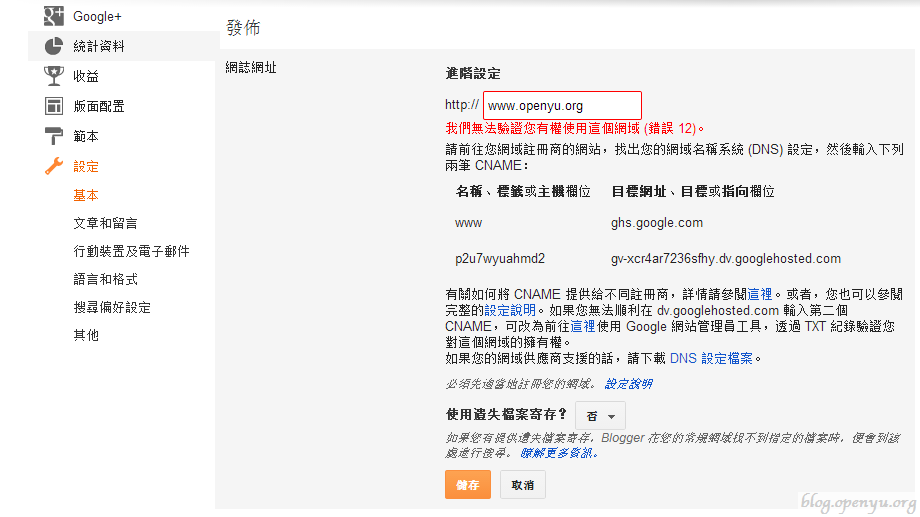 Google+
統計資料
收益
版面配置
範本
設定
基本
文章和留言
行動裝置及電子郵件
語言和格式
搜尋偏好設定
其他
發佈
網誌網址
進階設定
http:// www.openyu.org
我們無法驗證您有權使用這個網域 (錯誤 12)。
請前往您網域註冊商的網站，找出您的網域名稱系統 (DNS) 設定，然後輸入下列
兩筆 CNAME：
名稱、標籤或主機欄位 目標網址、目標或指向欄位
www ghs.google.com
p2u7wyuahmd2 gv-xcr4ar7236sfhy.dv.googlehosted.com
有關如何將 CNAME 提供給不同註冊商，詳情請參閱這裡。或者，您也可以參閱
完整的設定說明。如果您無法順利在 dv.googlehosted.com 輸入第二個
CNAME，可改為前往這裡使用 Google 網站管理員工具，透過 TXT 紀錄驗證您
對這個網域的擁有權。
如果您的網域供應商支援的話，請下載 DNS 設定檔案。
必須先適當地註冊您的網域。 設定說明
使用遺失檔案寄存？ 否
如果您有提供遺失檔案寄存，Blogger 在您的常規網域找不到指定的檔案時，便會到該
處進行搜尋。 瞭解更多資訊。
儲存 取消
blog.openyu.org